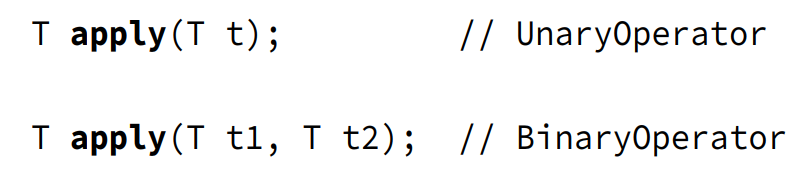 T apply(T t);          // UnaryOperator
T apply(T t1, T t2);  // BinaryOperator